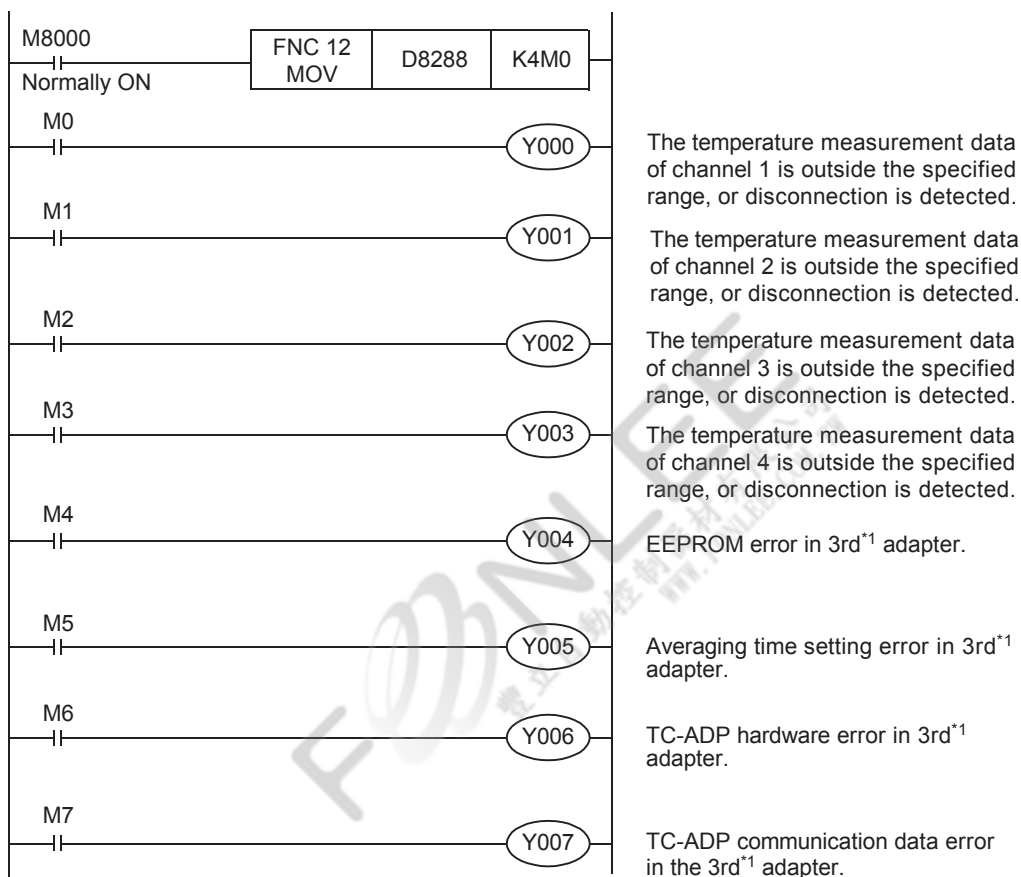 M8000
Normally ON
FNC 12
MOV
D8288
K4M0
M0
Y000
The temperature measurement data
of channel 1 is outside the specified
range, or disconnection is detected.
M1
Y001
The temperature measurement data
of channel 2 is outside the specified
range, or disconnection is detected.
M2
Y002
The temperature measurement data
of channel 3 is outside the specified
range, or disconnection is detected.
M3
Y003
The temperature measurement data
of channel 4 is outside the specified
range, or disconnection is detected.
M4
Y004
EEPROM error in 3rd*1 adapter.
M5
Y005
Averaging time setting error in 3rd*1
adapter.
M6
Y006
TC-ADP hardware error in 3rd*1
adapter.
M7
Y007
TC-ADP communication data error
in the 3rd*1 adapter.
WWW.FONLEE.COM.TW